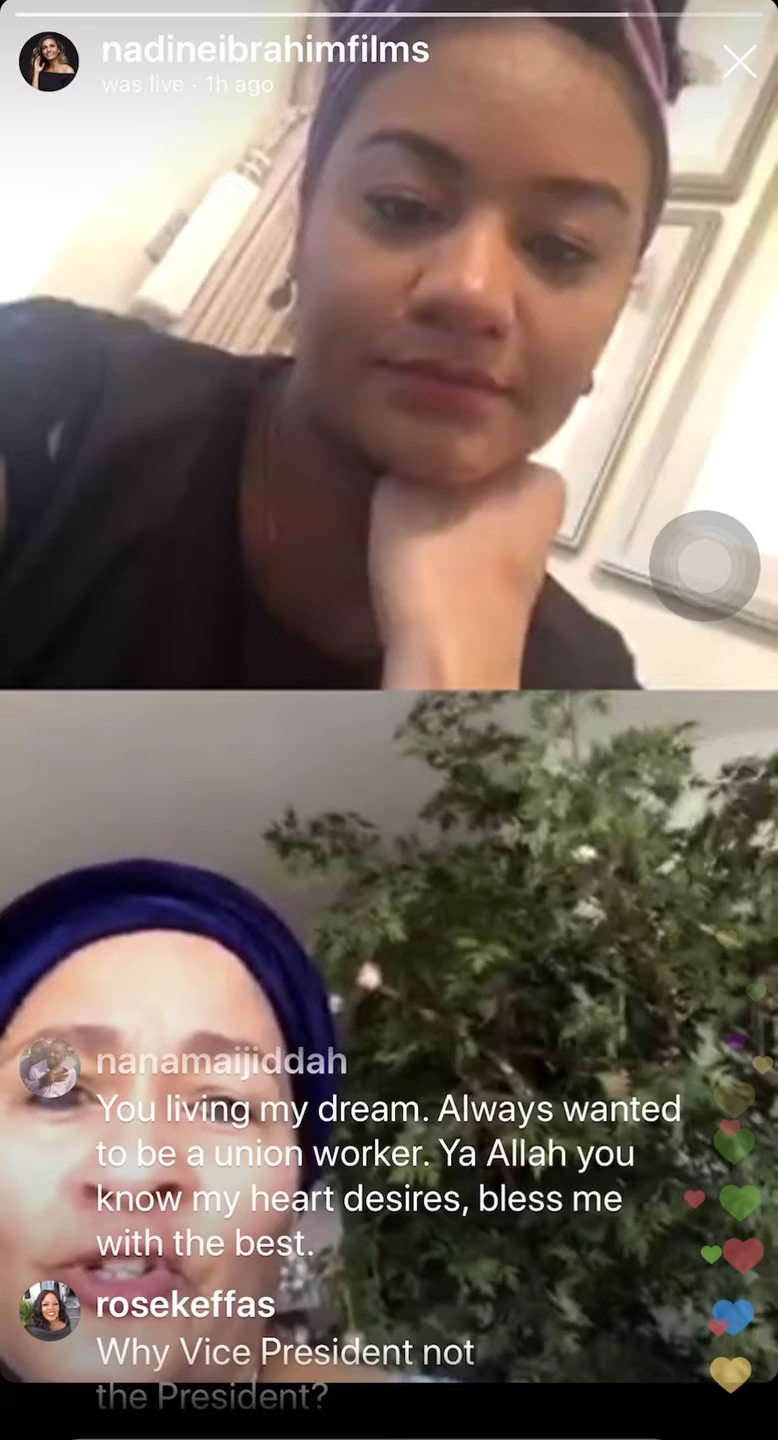 nadineibrahimfilms
was live · 1h ago
nanamaijiddah
You living my dream. Always wanted
to be a union worker. Ya Allah you
know my heart desires, bless me
with the best.
rosekeffas
Why Vice President not
the President?